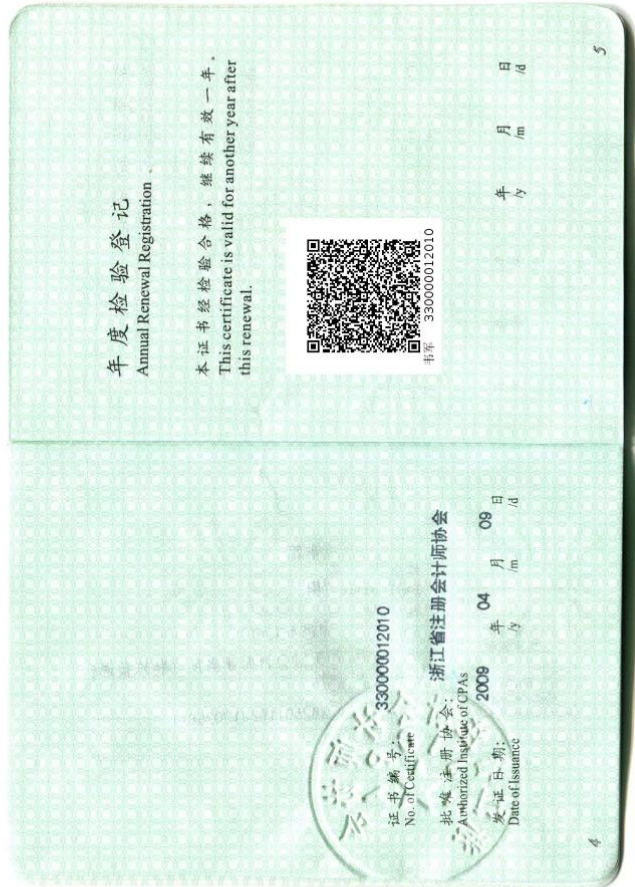 证书编号:
No. of Certificate
330000012010
批准注册协会:
Authorized Institute of CPAs
浙江省注册会计师协会
发证日期:
Date of Issuance
2009 年 04 月 09 日
/y /m /d
4
年度检验登记
Annual Renewal Registration
本证书经检验合格，继续有效一年。
This certificate is valid for another year after
this renewal.
韦军 330000012010
年 月 日
/y /m /d
5